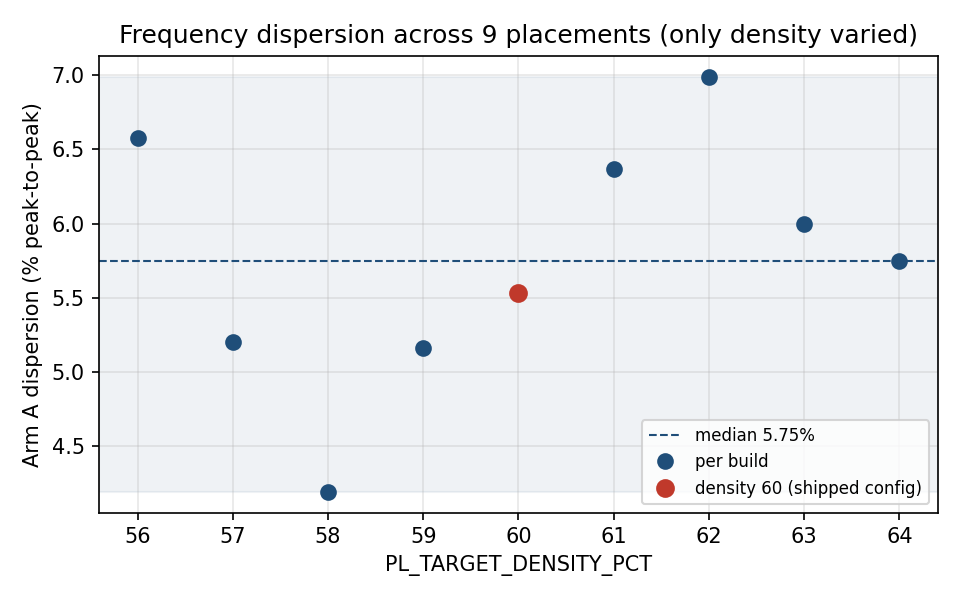 Frequency dispersion across 9 placements (only density varied)
Arm A dispersion (% peak-to-peak)
7.0
6.5
6.0
5.5
5.0
4.5
median 5.75%
per build
density 60 (shipped config)
56 57 58 59 60 61 62 63 64
PL_TARGET_DENSITY_PCT